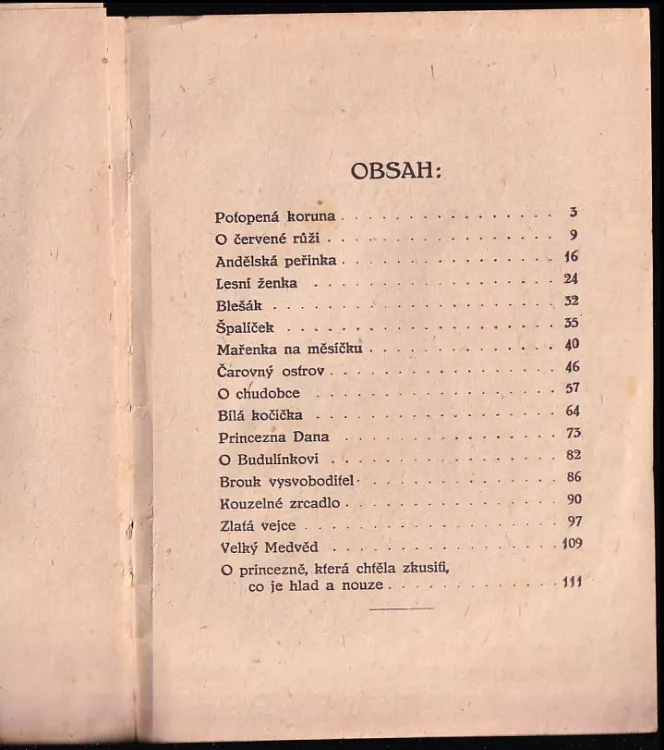 OBSAH:
Potopená koruna . . . . . . . . . . . . . . . . 3
O červené růži . . . . . . . . . . . . . . . . . 9
Andělská peřinka . . . . . . . . . . . . . . . . 16
Lesní ženka . . . . . . . . . . . . . . . . . . 24
Blešák . . . . . . . . . . . . . . . . . . . . 32
Špalíček . . . . . . . . . . . . . . . . . . . 35
Mařenka na měsíčku . . . . . . . . . . . . . . 40
Čarovný ostrov . . . . . . . . . . . . . . . . . 46
O chudobce . . . . . . . . . . . . . . . . . . 57
Bílá kočička . . . . . . . . . . . . . . . . . . 64
Princezna Dana . . . . . . . . . . . . . . . . 73
O Budulínkovi . . . . . . . . . . . . . . . . . 82
Brouk vysvoboditel . . . . . . . . . . . . . . . 86
Kouzelné zrcadlo . . . . . . . . . . . . . . . . 90
Zlatá vejce . . . . . . . . . . . . . . . . . . . 97
Velký Medvěd . . . . . . . . . . . . . . . . . 109
O princezně, která chtěla zkusiti,
co je hlad a nouze . . . . . . . . . . . . . 111